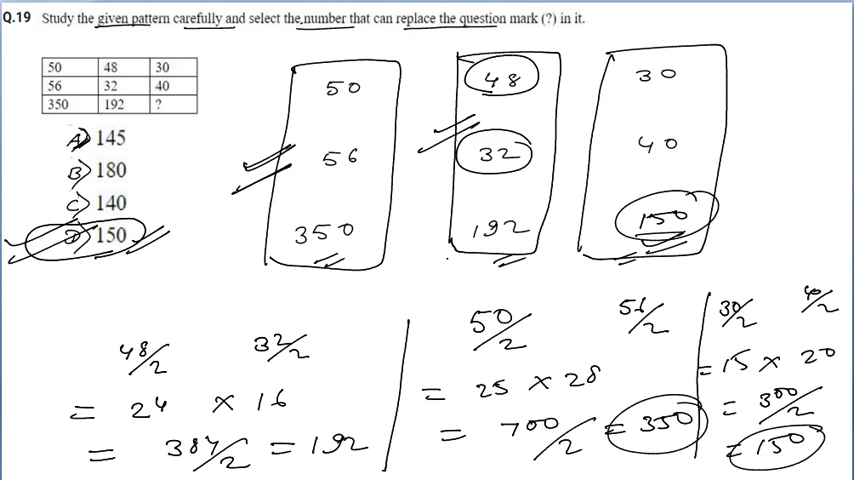 Q.19 Study the given pattern carefully and select the number that can replace the question mark (?) in it.
50 48 30
56 32 40
350 192 ?
A) 145
B) 180
C) 140
D) 150
50
56
350
48
32
192
30
40
150
48/2 32/2
= 24 × 16
= 384/2 = 192
50/2 56/2
= 25 × 28
= 700/2 = 350
30/2 40/2
= 15 × 20
= 300/2
= 150